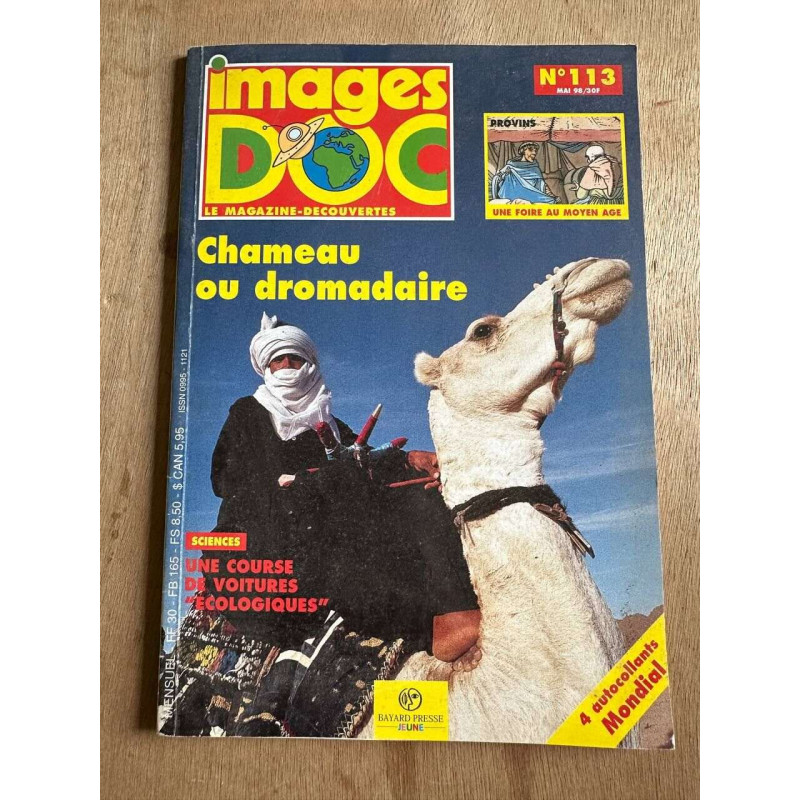 images
DOC
LE MAGAZINE-DECOUVERTES
N°113
MAI 98/30F
PROVINS
UNE FOIRE AU MOYEN AGE
Chameau
ou dromadaire
SCIENCES
UNE COURSE
DE VOITURES
"ECOLOGIQUES"
MENSUEL - FF 30 - FB 165 - FS 8,50 - $ CAN 5,95 ISSN 0995 - 1121
BAYARD PRESSE
JEUNE
4 autocollants
Mondial